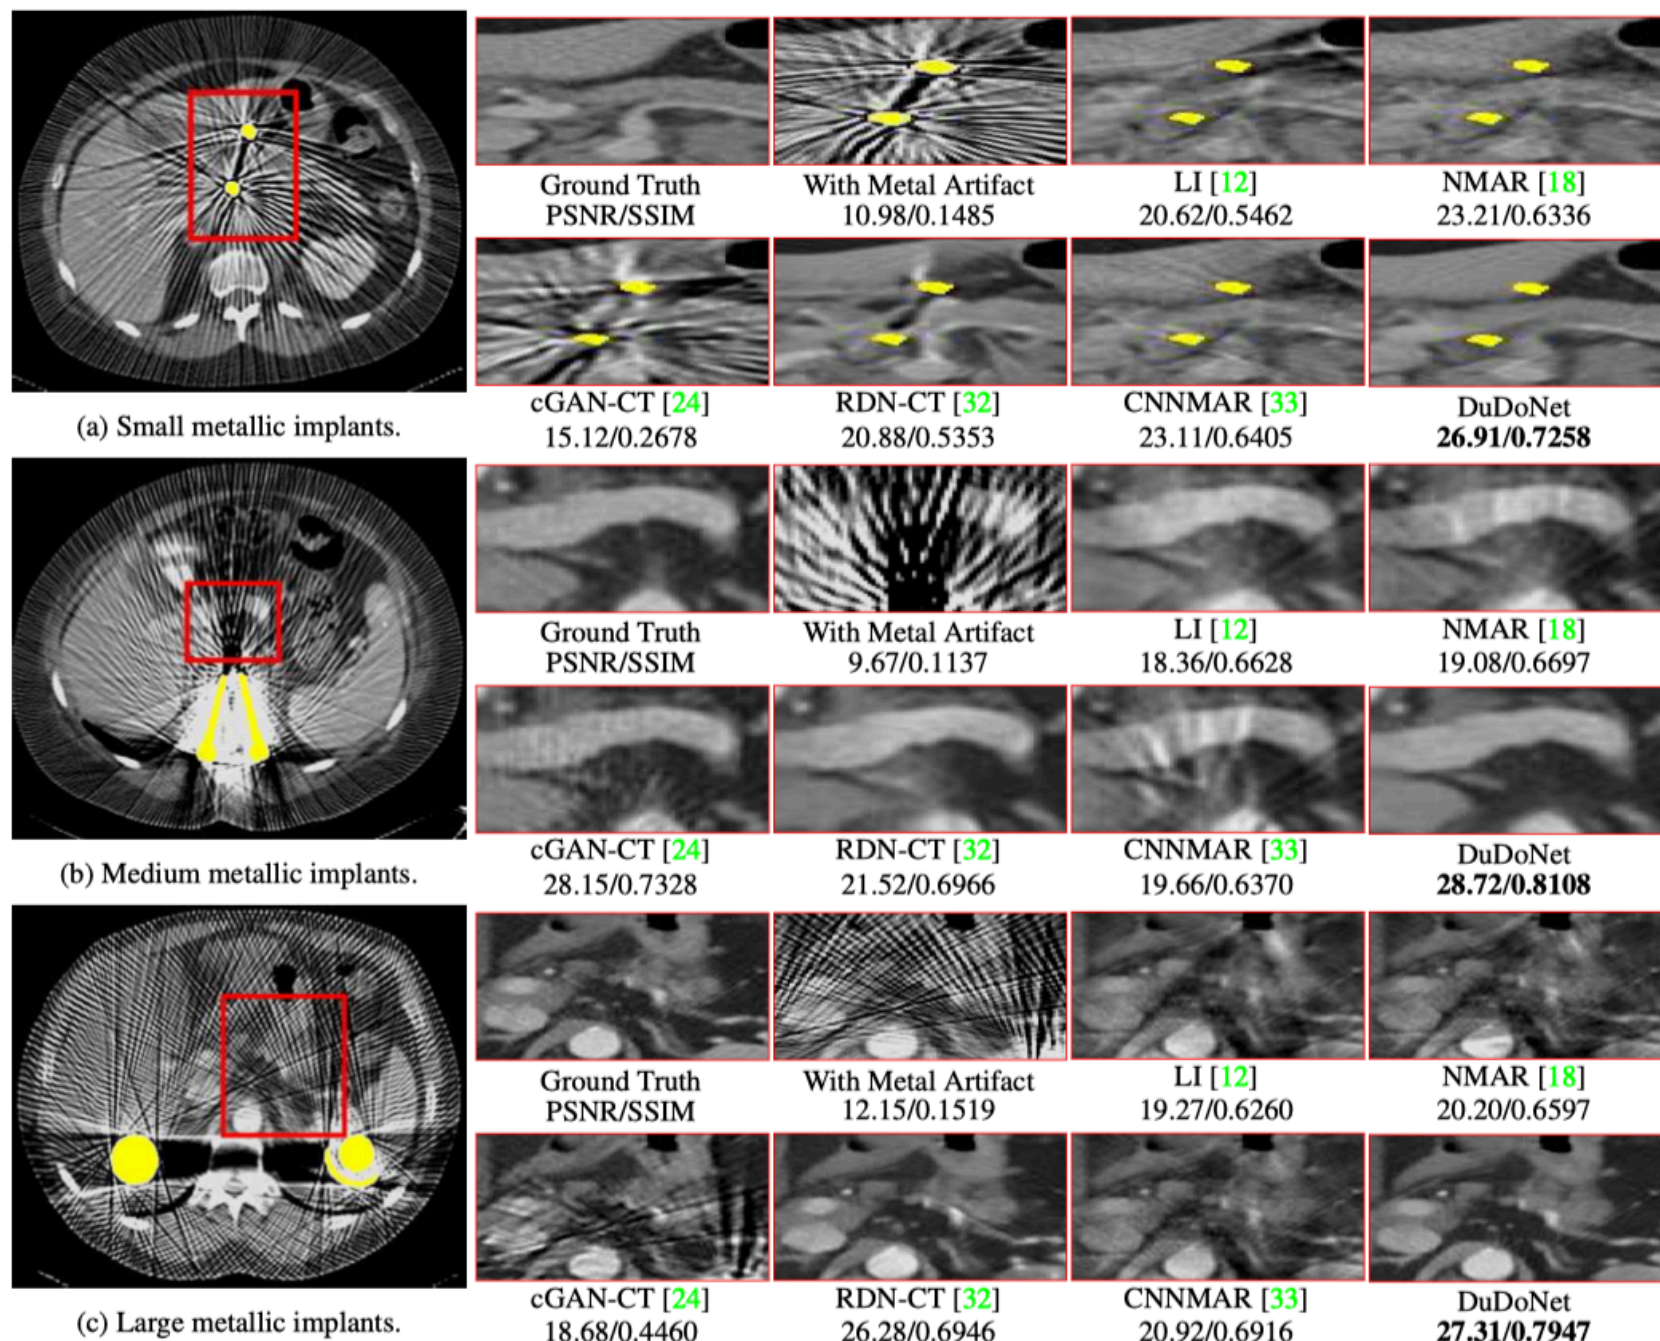 Ground Truth
PSNR/SSIM
With Metal Artifact
10.98/0.1485
LI [12]
20.62/0.5462
NMAR [18]
23.21/0.6336
cGAN-CT [24]
15.12/0.2678
RDN-CT [32]
20.88/0.5353
CNNMAR [33]
23.11/0.6405
DuDoNet
26.91/0.7258
(a) Small metallic implants.
Ground Truth
PSNR/SSIM
With Metal Artifact
9.67/0.1137
LI [12]
18.36/0.6628
NMAR [18]
19.08/0.6697
cGAN-CT [24]
28.15/0.7328
RDN-CT [32]
21.52/0.6966
CNNMAR [33]
19.66/0.6370
DuDoNet
28.72/0.8108
(b) Medium metallic implants.
Ground Truth
PSNR/SSIM
With Metal Artifact
12.15/0.1519
LI [12]
19.27/0.6260
NMAR [18]
20.20/0.6597
cGAN-CT [24]
18.68/0.4460
RDN-CT [32]
26.28/0.6946
CNNMAR [33]
20.92/0.6916
DuDoNet
27.31/0.7947
(c) Large metallic implants.